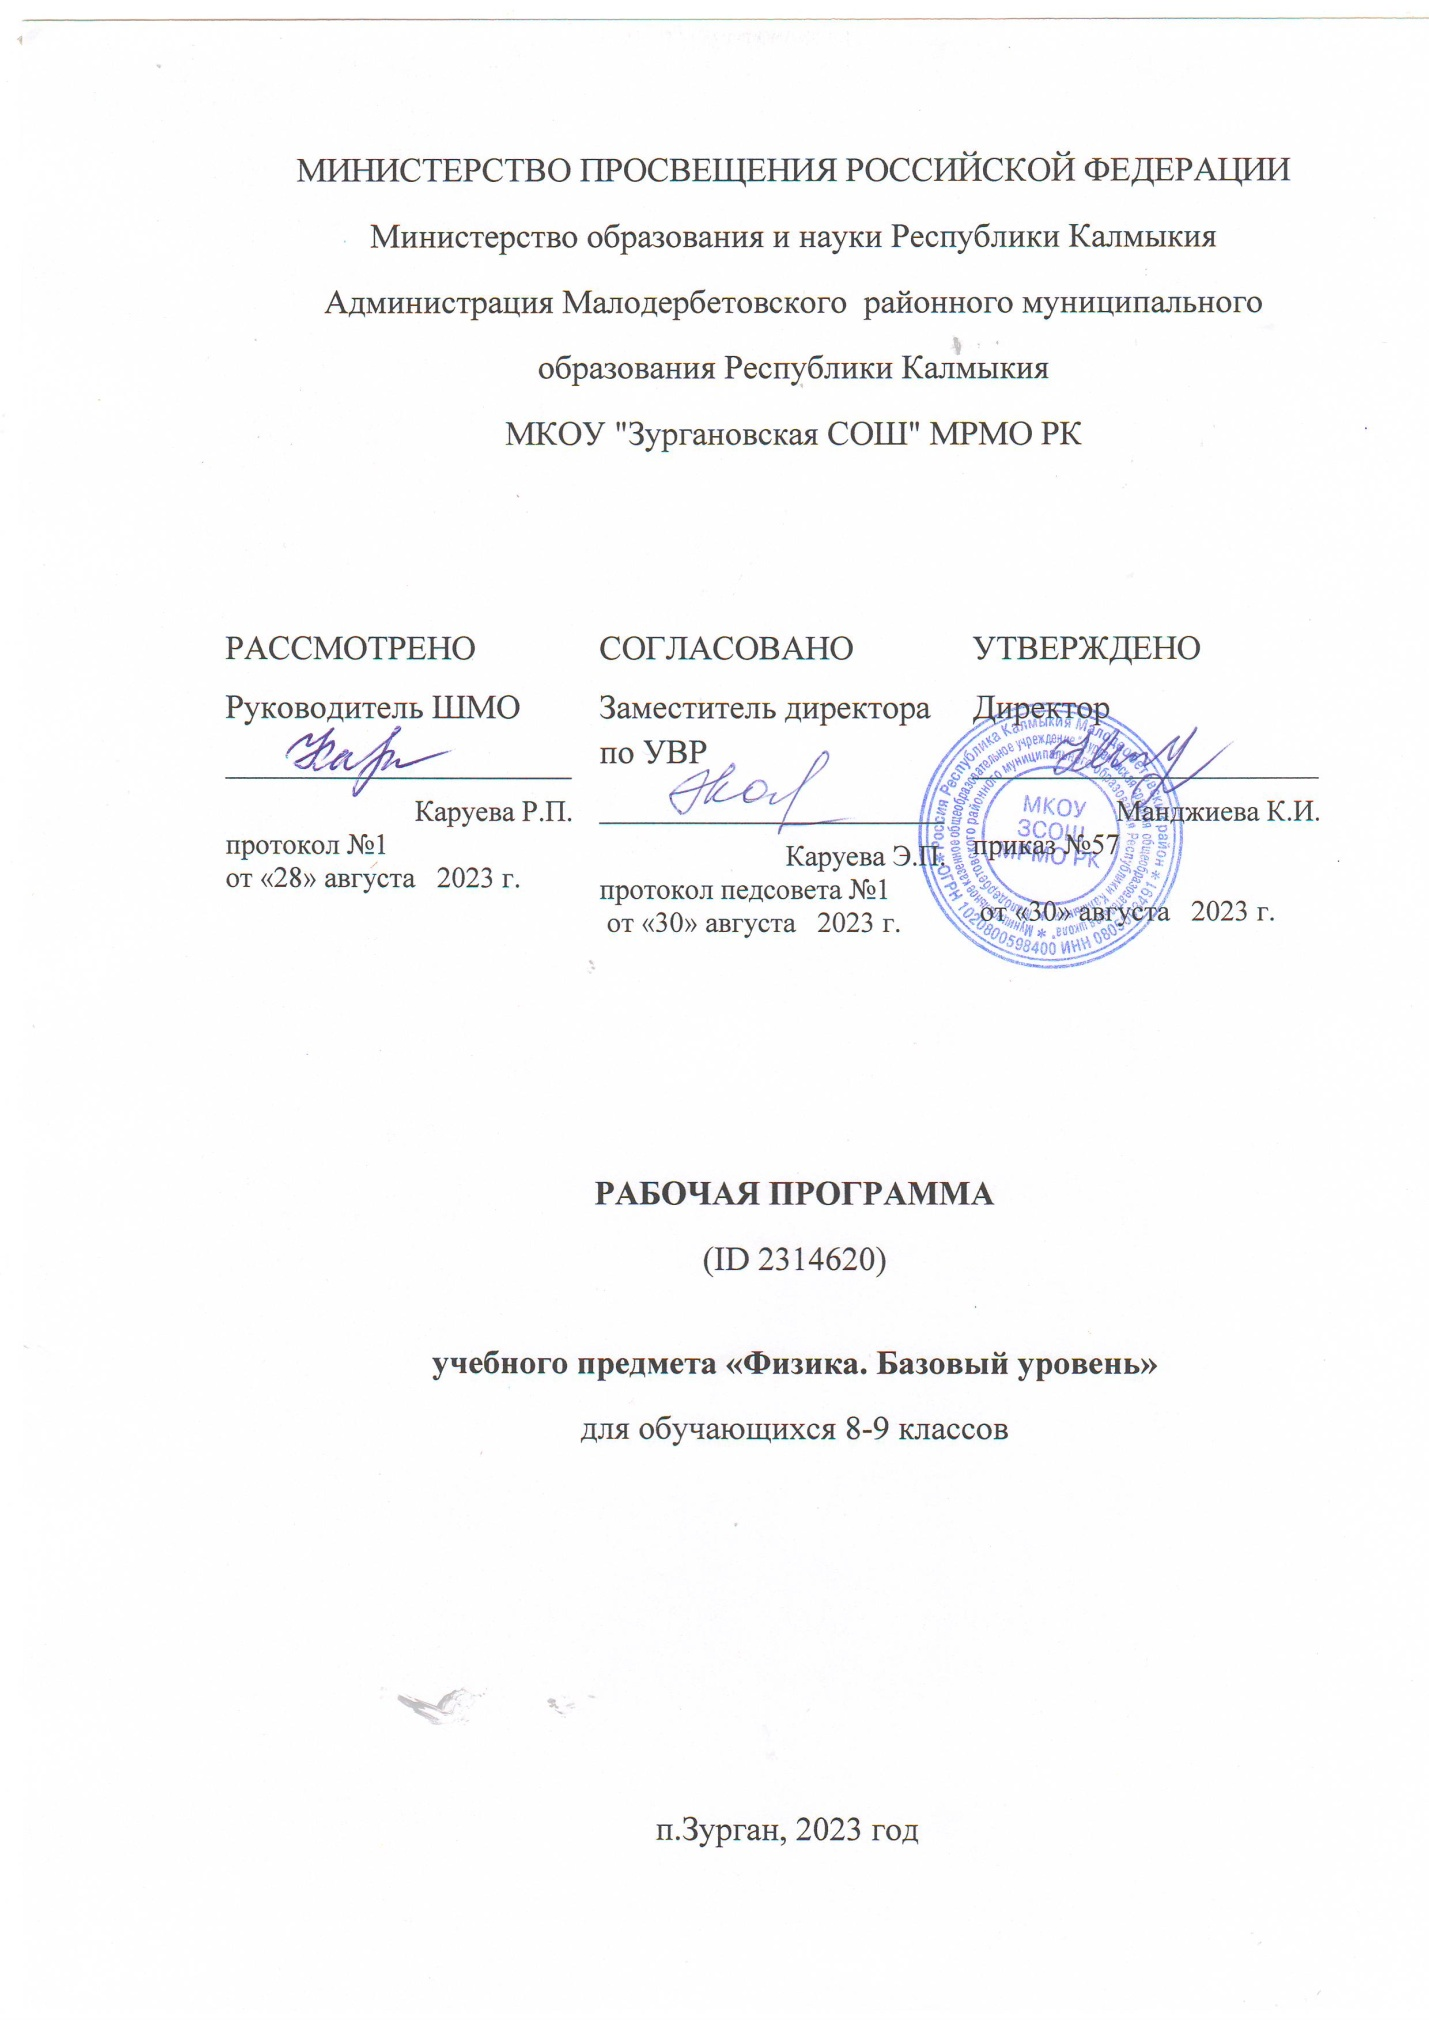 МИНИСТЕРСТВО ПРОСВЕЩЕНИЯ РОССИЙСКОЙ ФЕДЕРАЦИИ
Министерство образования и науки Республики Калмыкия
Администрация Малодербетовского районного муниципального
образования Республики Калмыкия
МКОУ "Зургановская СОШ" МРМО РК
РАССМОТРЕНО
Руководитель ШМО
Каруева Р.П.
протокол №1
от «28» августа 2023 г.
СОГЛАСОВАНО
Заместитель директора
по УВР
Каруева Э.П.
протокол педсовета №1
от «30» августа 2023 г.
УТВЕРЖДЕНО
Директор
Манджиева К.И.
приказ №57
от «30» августа 2023 г.
МКОУ
ЗСОШ
МРМО РК
РАБОЧАЯ ПРОГРАММА
(ID 2314620)
учебного предмета «Физика. Базовый уровень»
для обучающихся 8-9 классов
п.Зурган, 2023 год